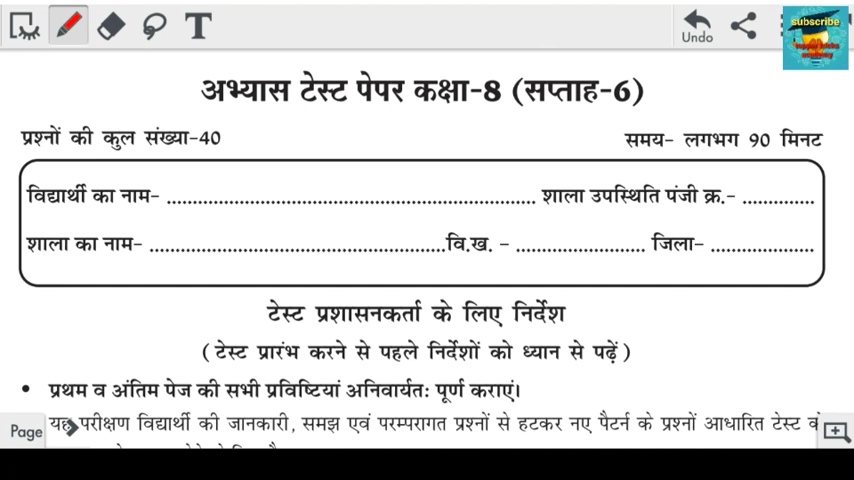 T
Undo
subscribe
अभ्यास टेस्ट पेपर कक्षा-8 (सप्ताह-6)
प्रश्नों की कुल संख्या-40
समय- लगभग 90 मिनट
विद्यार्थी का नाम- ................................................................ शाला उपस्थिति पंजी क्र.- .............
शाला का नाम- ....................................................वि.ख. - ...................... जिला- ..................
टेस्ट प्रशासनकर्ता के लिए निर्देश
( टेस्ट प्रारंभ करने से पहले निर्देशों को ध्यान से पढ़ें )
• प्रथम व अंतिम पेज की सभी प्रविष्टियां अनिवार्यतः पूर्ण कराएं।
यह परीक्षण विद्यार्थी की जानकारी, समझ एवं परम्परागत प्रश्नों से हटकर नए पैटर्न के प्रश्नों आधारित टेस्ट
Page